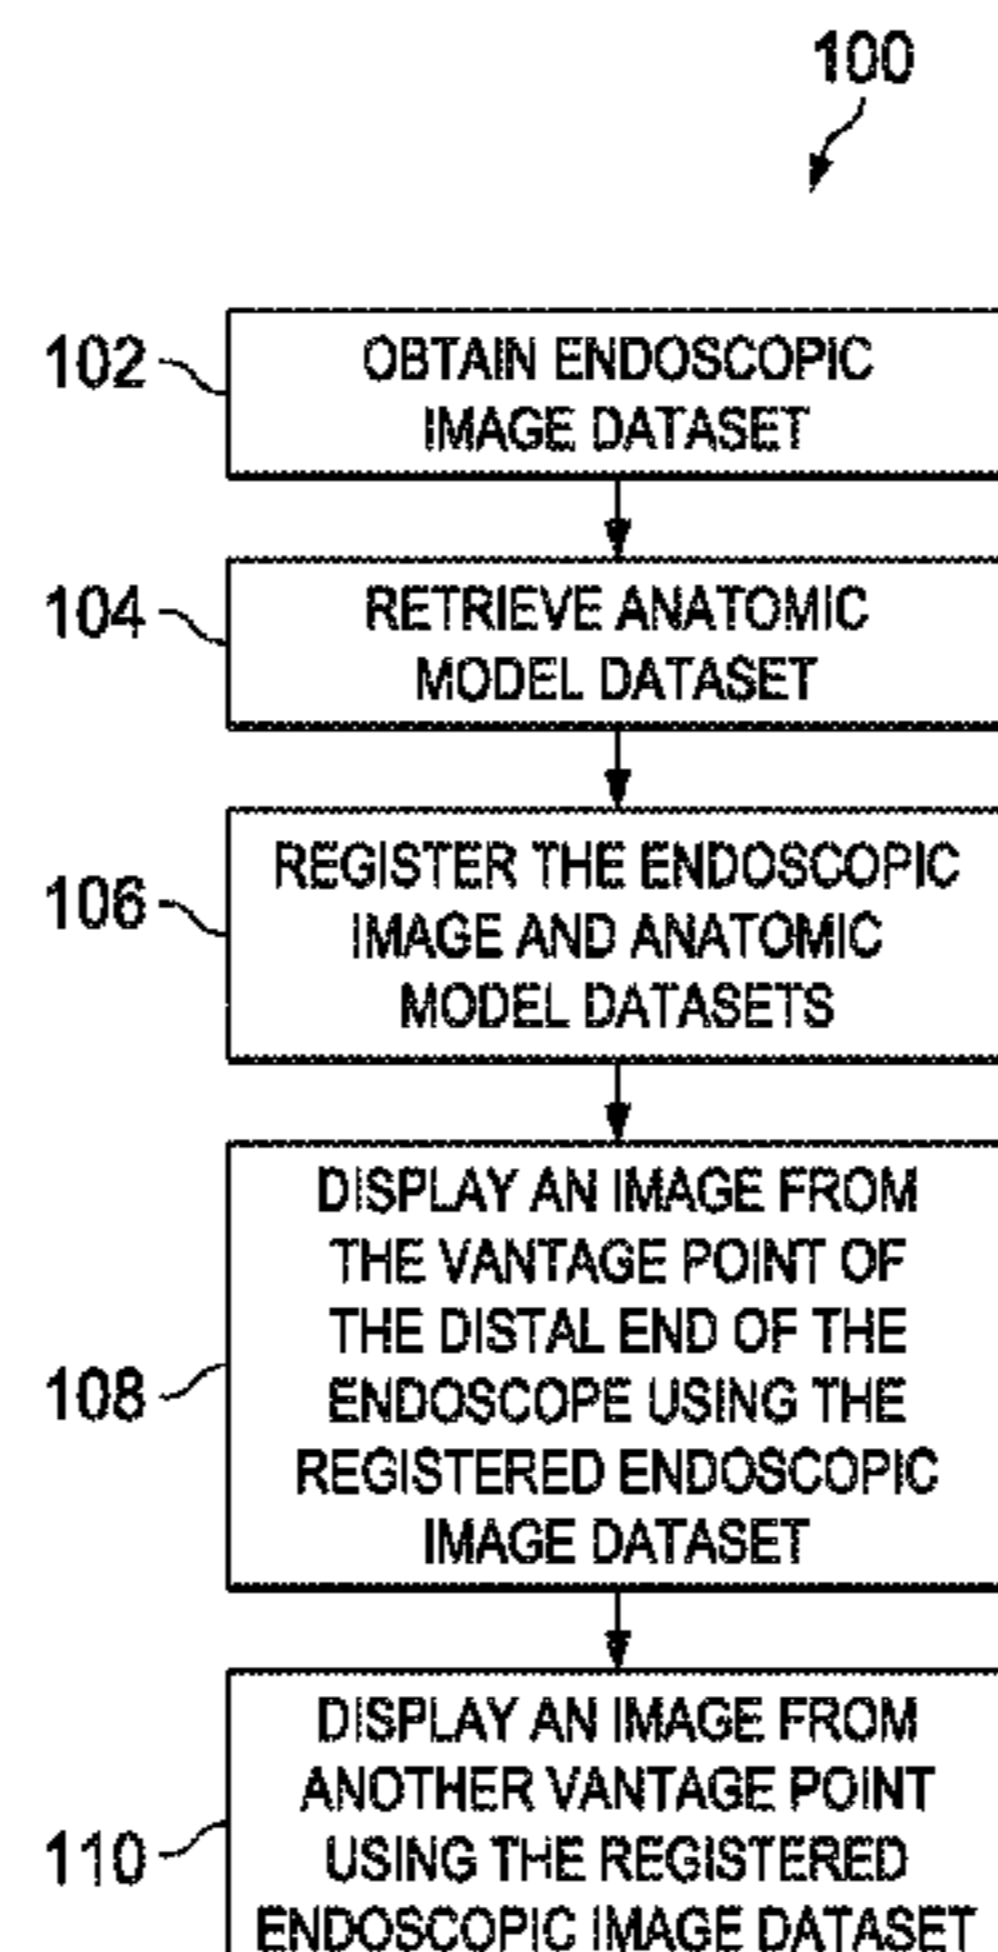 100
102
OBTAIN ENDOSCOPIC
IMAGE DATASET
104
RETRIEVE ANATOMIC
MODEL DATASET
106
REGISTER THE ENDOSCOPIC
IMAGE AND ANATOMIC
MODEL DATASETS
108
DISPLAY AN IMAGE FROM
THE VANTAGE POINT OF
THE DISTAL END OF THE
ENDOSCOPE USING THE
REGISTERED ENDOSCOPIC
IMAGE DATASET
110
DISPLAY AN IMAGE FROM
ANOTHER VANTAGE POINT
USING THE REGISTERED
ENDOSCOPIC IMAGE DATASET